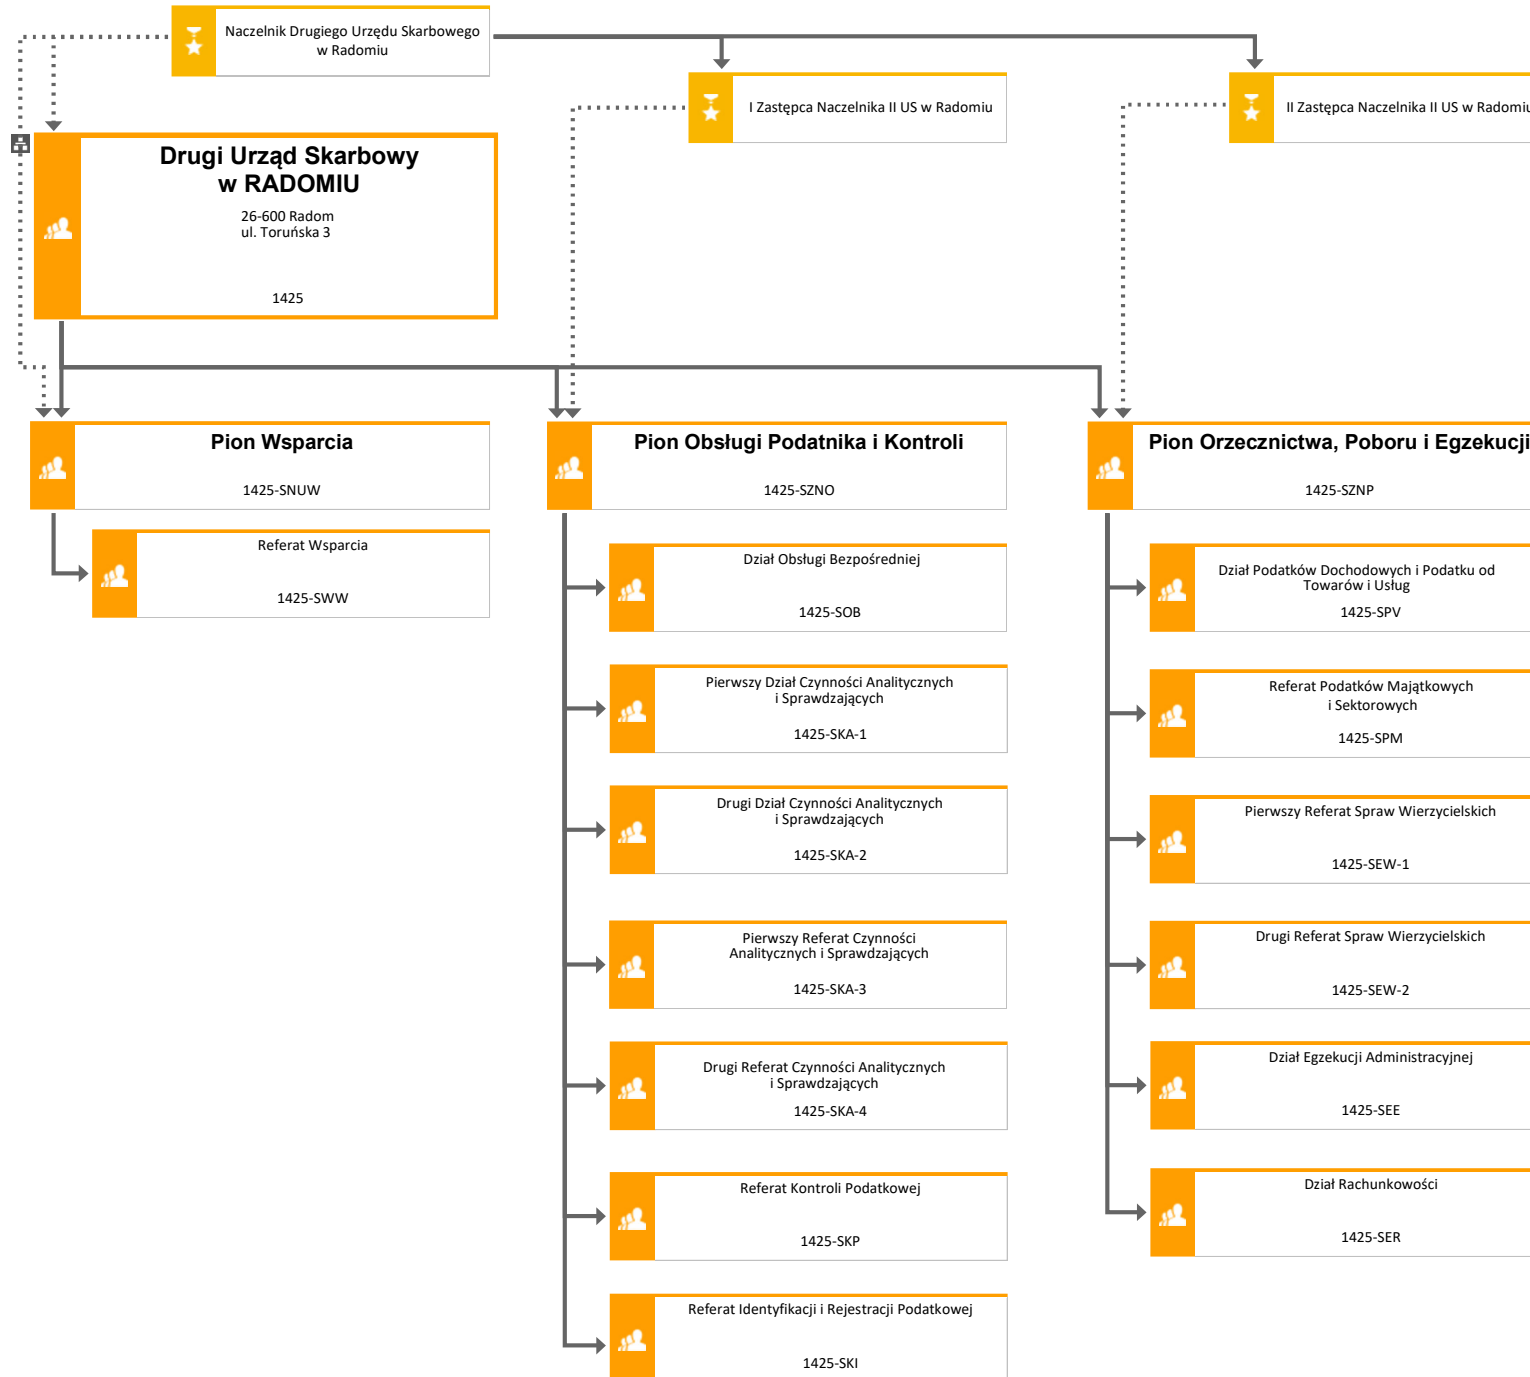 Naczelnik Drugiego Urzędu Skarbowego
w Radomiu
I Zastępca Naczelnika II US w Radomiu
II Zastępca Naczelnika II US w Radomiu
Drugi Urząd Skarbowy
w RADOMIU
26-600 Radom
ul. Toruńska 3
1425
Pion Wsparcia
1425-SNUW
Referat Wsparcia
1425-SWW
Pion Obsługi Podatnika i Kontroli
1425-SZNO
Dział Obsługi Bezpośredniej
1425-SOB
Pierwszy Dział Czynności Analitycznych
i Sprawdzających
1425-SKA-1
Drugi Dział Czynności Analitycznych
i Sprawdzających
1425-SKA-2
Pierwszy Referat Czynności
Analitycznych i Sprawdzających
1425-SKA-3
Drugi Referat Czynności Analitycznych
i Sprawdzających
1425-SKA-4
Referat Kontroli Podatkowej
1425-SKP
Referat Identyfikacji i Rejestracji Podatkowej
1425-SKI
Pion Orzecznictwa, Poboru i Egzekucji
1425-SZNP
Dział Podatków Dochodowych i Podatku od
Towarów i Usług
1425-SPV
Referat Podatków Majątkowych
i Sektorowych
1425-SPM
Pierwszy Referat Spraw Wierzycielskich
1425-SEW-1
Drugi Referat Spraw Wierzycielskich
1425-SEW-2
Dział Egzekucji Administracyjnej
1425-SEE
Dział Rachunkowości
1425-SER